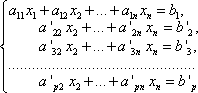 a₁₁x₁ + a₁₂x₂ + ... + a₁ₙxₙ = b₁,
a'₂₂x₂ + ... + a'₂ₙxₙ = b'₂,
a'₃₂x₂ + ... + a'₃ₙxₙ = b'₃,
............................................
a'ₚ₂x₂ + ... + a'ₚₙxₙ = b'ₚ